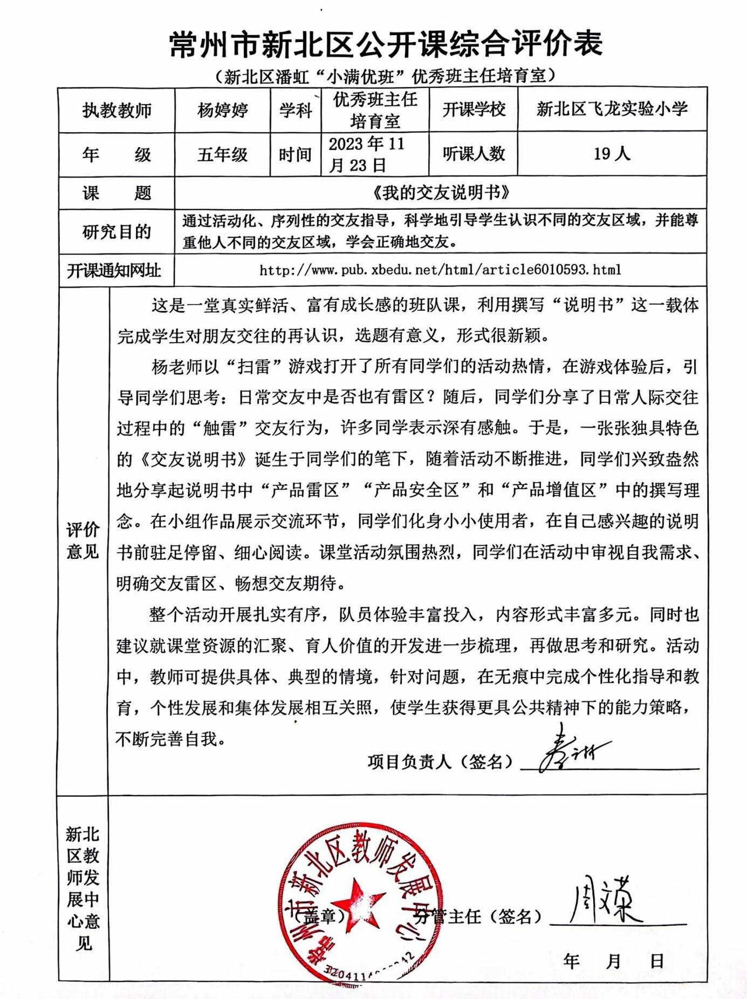 常州市新北区公开课综合评价表
（新北区潘虹“小满优班”优秀班主任培育室）
执教教师 杨婷婷 学科 优秀班主任培育室 开课学校 新北区飞龙实验小学
年 级 五年级 时间 2023年11月23日 听课人数 19人
课 题 《我的交友说明书》
研究目的
通过活动化、序列性的交友指导，科学地引导学生认识不同的交友区域，并能尊
重他人不同的交友区域，学会正确地交友。
开课通知网址 http://www.pub.xbedu.net/html/article6010593.html
评价
意见
这是一堂真实鲜活、富有成长感的班队课，利用撰写“说明书”这一载体
完成学生对朋友交往的再认识，选题有意义，形式很新颖。
杨老师以“扫雷”游戏打开了所有同学们的活动热情，在游戏体验后，引
导同学们思考：日常交友中是否也有雷区？随后，同学们分享了日常人际交往
过程中的“触雷”交友行为，许多同学表示深有感触。于是，一张张独具特色
的《交友说明书》诞生于同学们的笔下，随着活动不断推进，同学们兴致盎然
地分享起说明书中“产品雷区”“产品安全区”和“产品增值区”中的撰写理
念。在小组作品展示交流环节，同学们化身小小使用者，在自己感兴趣的说明
书前驻足停留、细心阅读。课堂活动氛围热烈，同学们在活动中审视自我需求、
明确交友雷区、畅想交友期待。
整个活动开展扎实有序，队员体验丰富投入，内容形式丰富多元。同时也
建议就课堂资源的汇聚、育人价值的开发进一步梳理，再做思考和研究。活动
中，教师可提供具体、典型的情境，针对问题，在无痕中完成个性化指导和教
育，个性发展和集体发展相互关照，使学生获得更具公共精神下的能力策略，
不断完善自我。
项目负责人（签名）
新北
区教
师发
展中
心意
见
常州市新北区教师发展中心
（盖章） 分管主任（签名） 周文荣
年 月 日